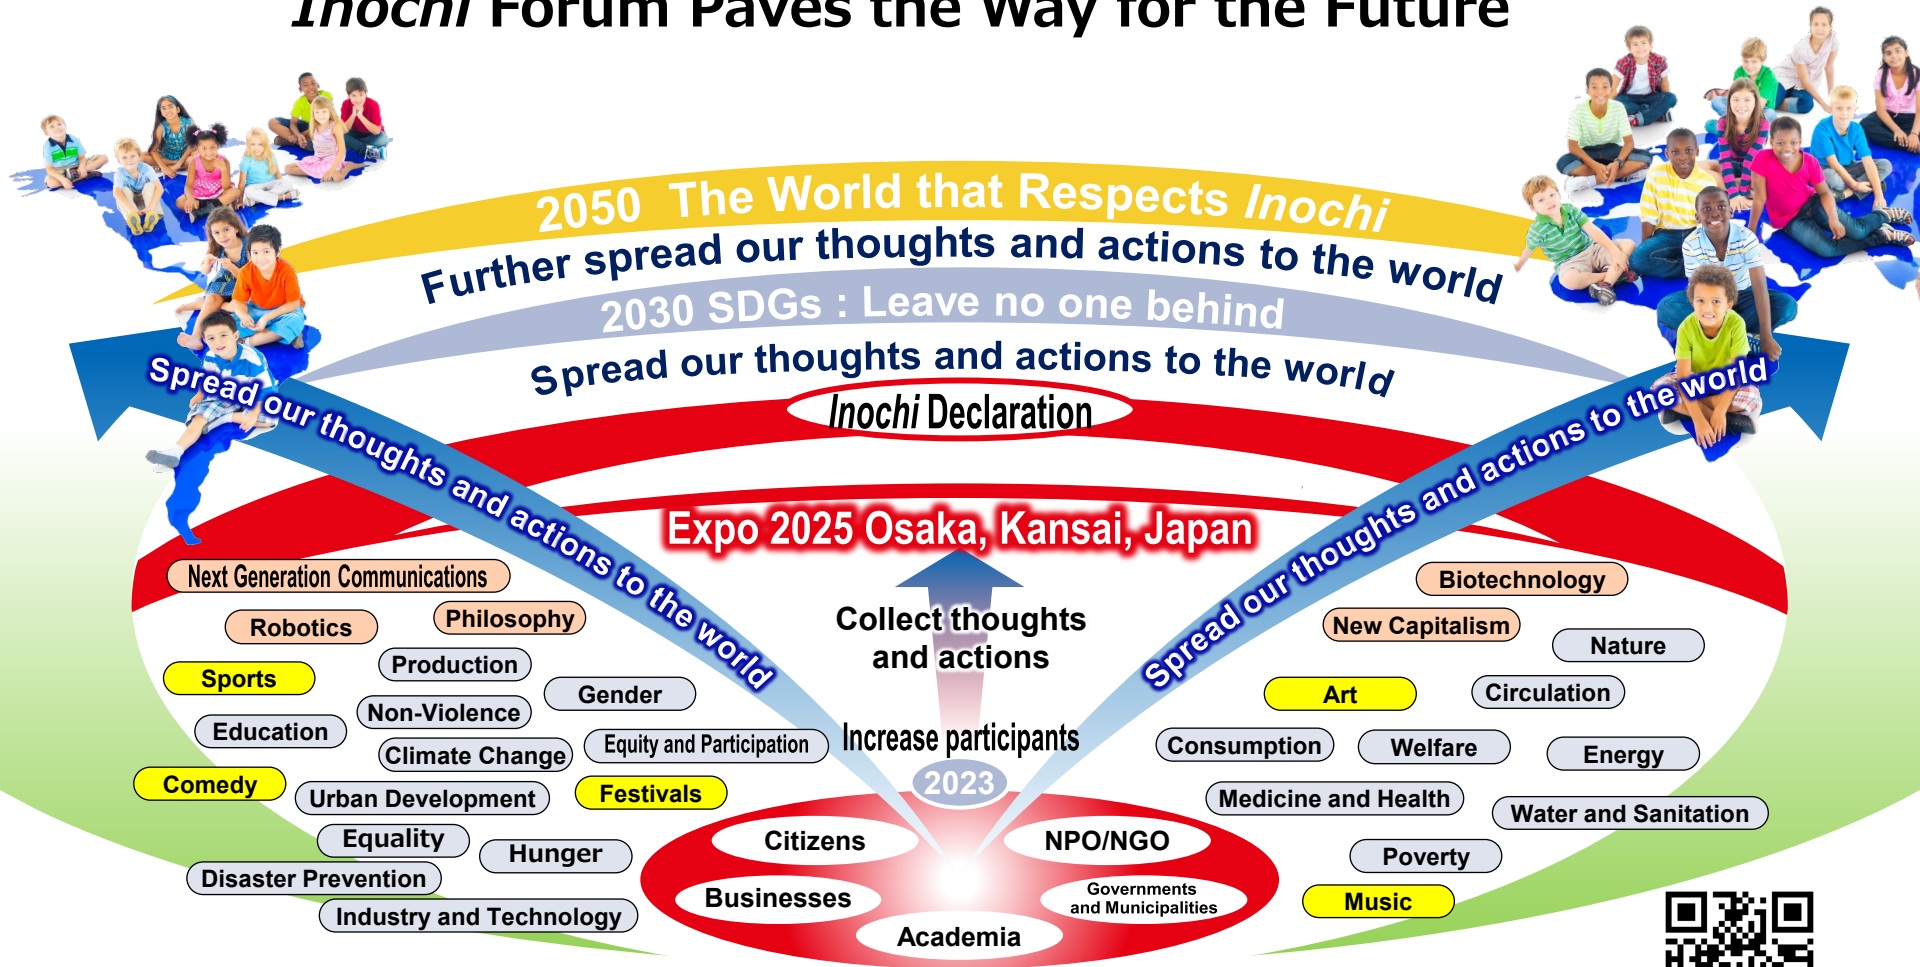 Inochi Forum Paves the Way for the Future
2050 The World that Respects Inochi
Further spread our thoughts and actions to the world
2030 SDGs : Leave no one behind
Spread our thoughts and actions to the world
Inochi Declaration
Spread our thoughts and actions to the world
Spread our thoughts and actions to the world
Expo 2025 Osaka, Kansai, Japan
Collect thoughts
and actions
Increase participants
2023
Next Generation Communications
Robotics
Philosophy
Production
Sports
Gender
Non-Violence
Education
Equity and Participation
Climate Change
Comedy
Urban Development
Festivals
Equality
Hunger
Disaster Prevention
Industry and Technology
Citizens
NPO/NGO
Businesses
Governments
and Municipalities
Academia
Biotechnology
New Capitalism
Nature
Art
Circulation
Consumption
Welfare
Energy
Medicine and Health
Water and Sanitation
Poverty
Music